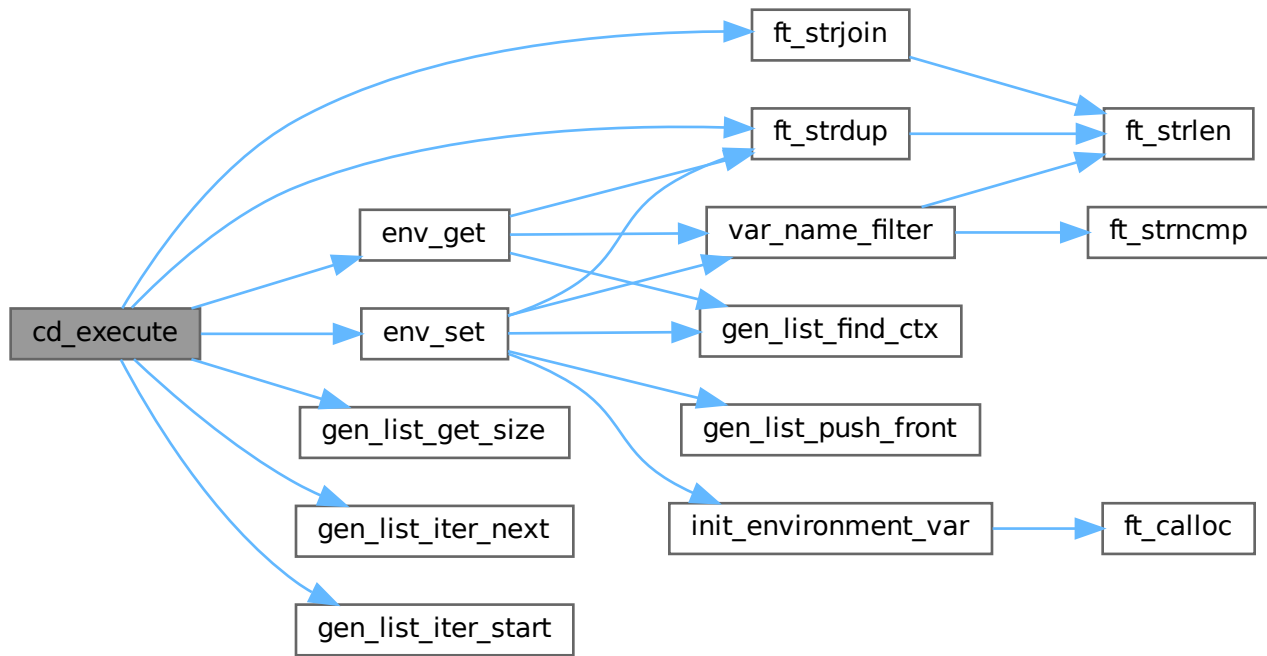 ft_strjoin
ft_strdup
ft_strlen
env_get
var_name_filter
ft_strncmp
cd_execute
env_set
gen_list_find_ctx
gen_list_get_size
gen_list_push_front
gen_list_iter_next
init_environment_var
ft_calloc
gen_list_iter_start